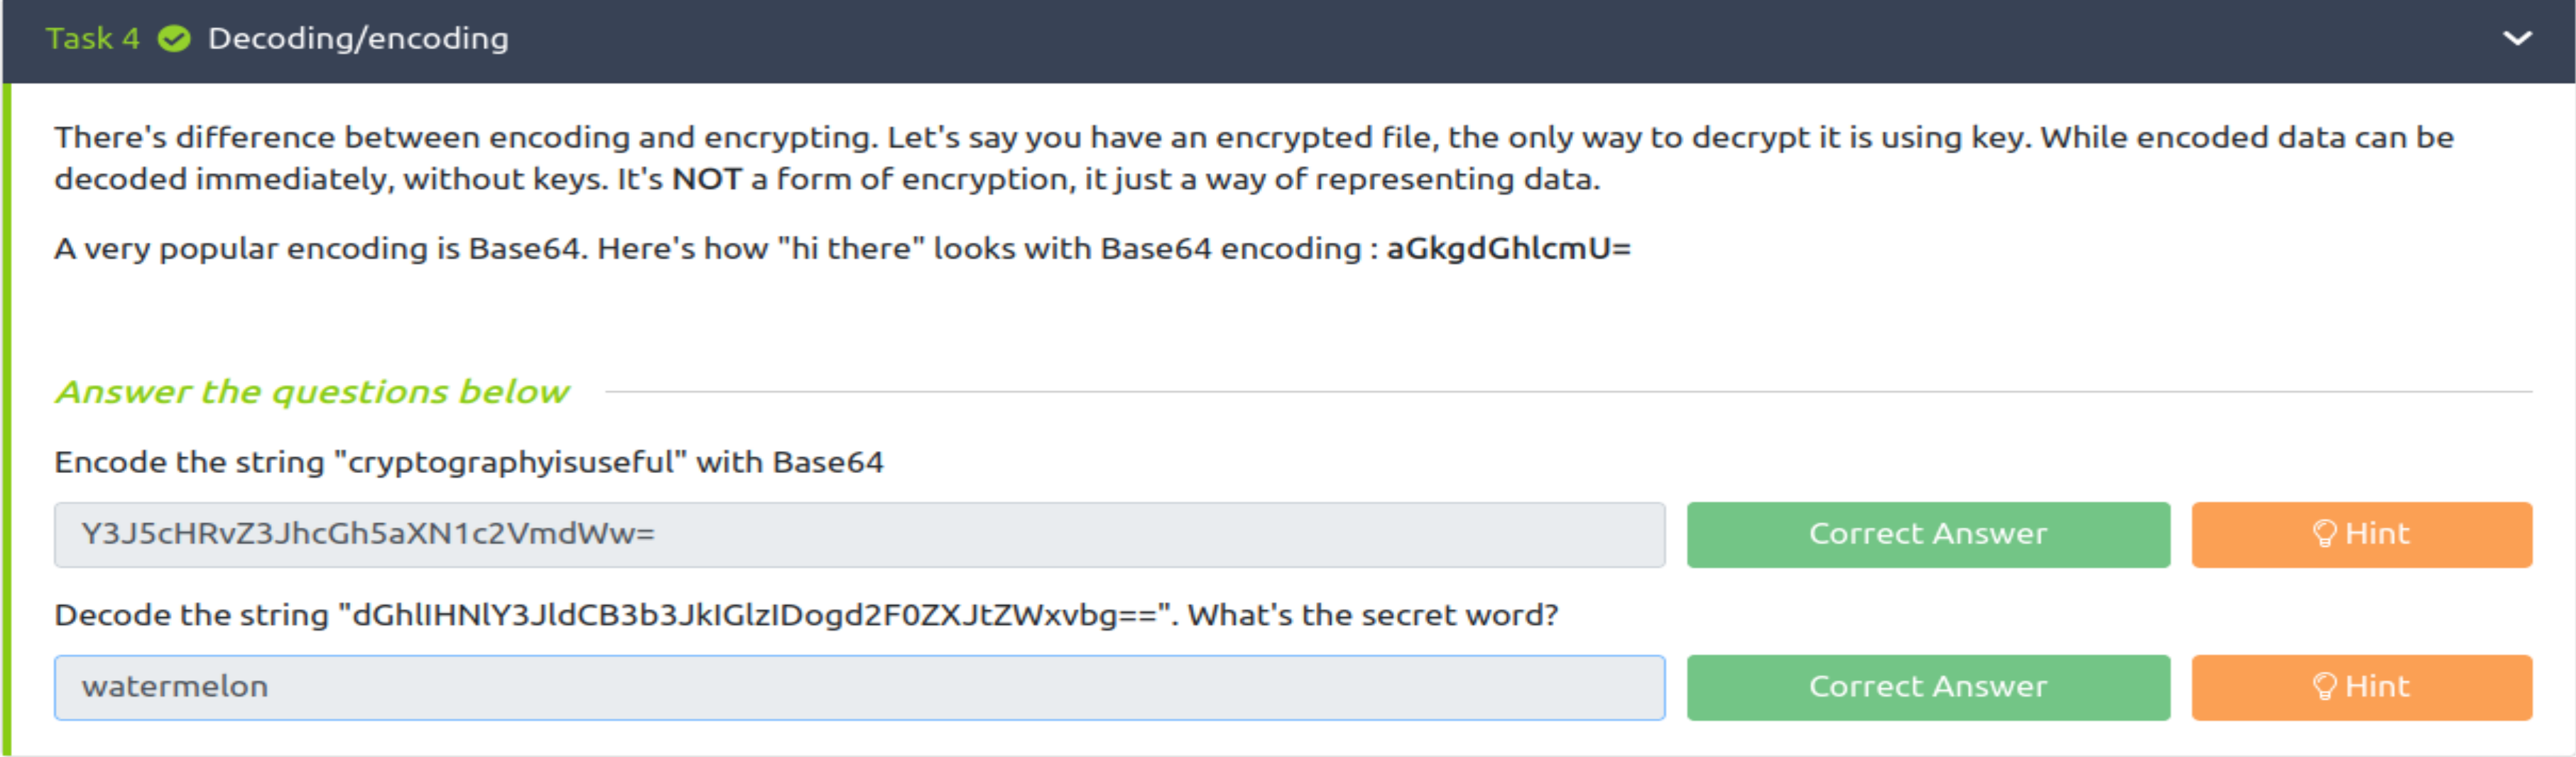 Task 4 Decoding/encoding
There's difference between encoding and encrypting. Let's say you have an encrypted file, the only way to decrypt it is using key. While encoded data can be
decoded immediately, without keys. It's NOT a form of encryption, it just a way of representing data.
A very popular encoding is Base64. Here's how "hi there" looks with Base64 encoding : aGkgdGhlcmU=
Answer the questions below
Encode the string "cryptographyisuseful" with Base64
Y3J5cHRvZ3JhcGh5aXN1c2VmdWw=
Correct Answer
Hint
Decode the string "dGhlIHNlY3JldCB3b3JkIGlzIDogd2F0ZXJtZWxvbg==". What's the secret word?
watermelon
Correct Answer
Hint